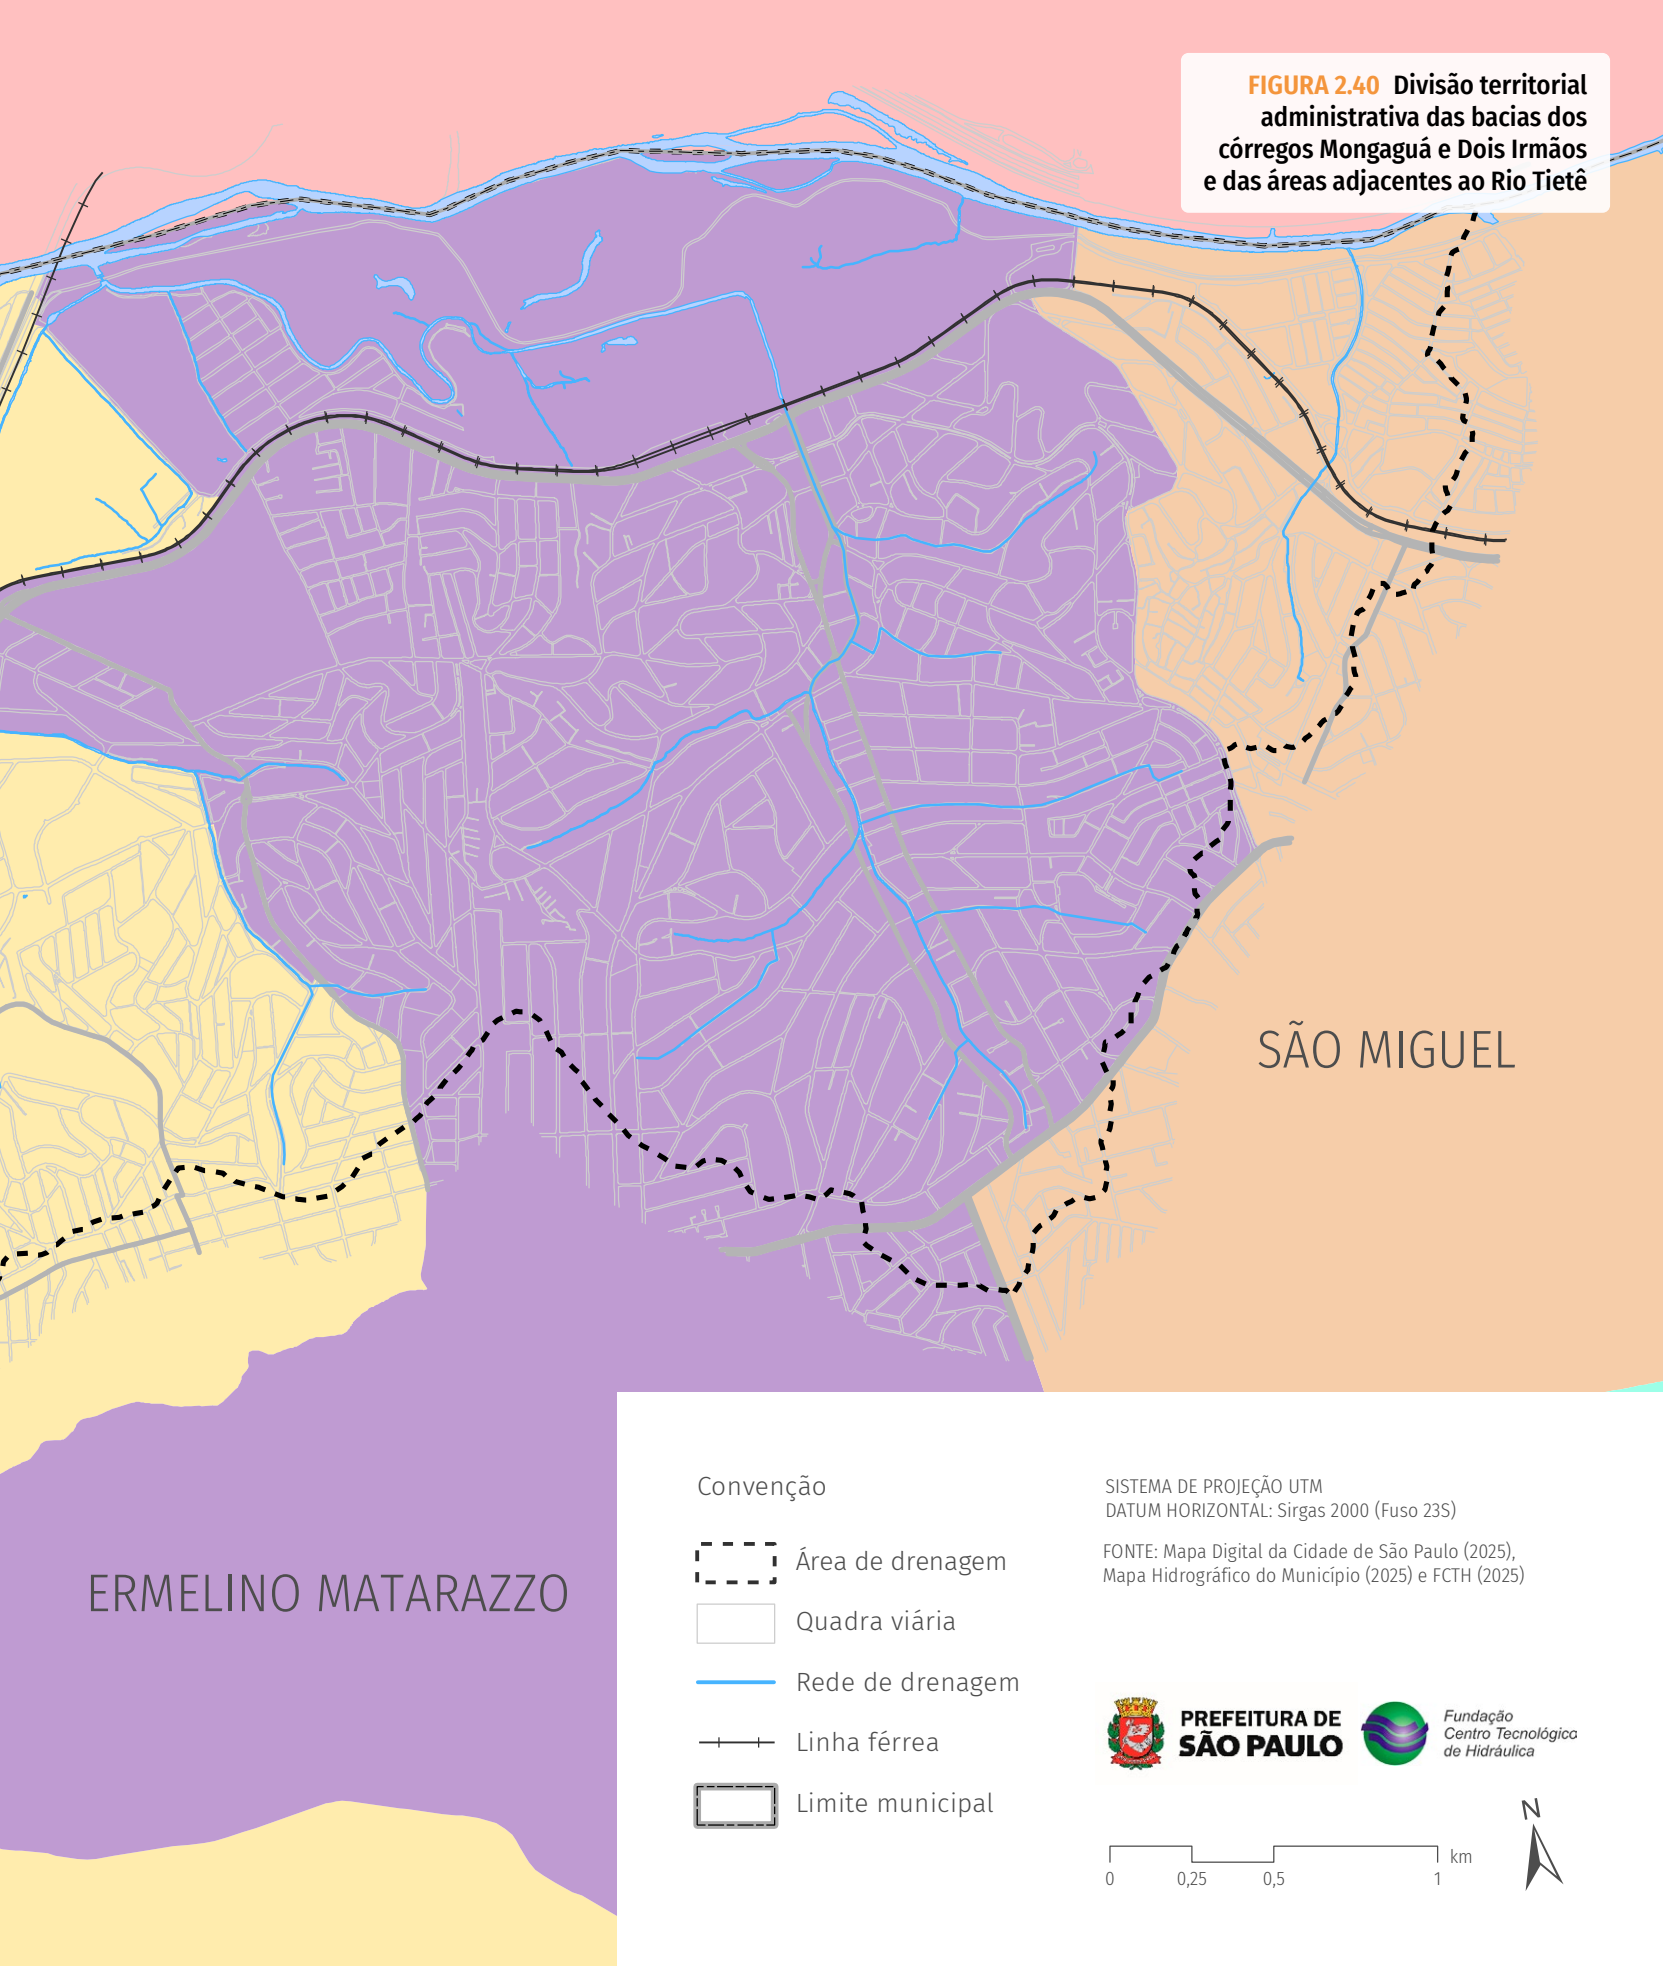 FIGURA 2.40 Divisão territorial
administrativa das bacias dos
córregos Mongaguá e Dois Irmãos
e das áreas adjacentes ao Rio Tietê
SÃO MIGUEL
ERMELINO MATARAZZO
Convenção
Área de drenagem
Quadra viária
Rede de drenagem
Linha férrea
Limite municipal
SISTEMA DE PROJEÇÃO UTM
DATUM HORIZONTAL: Sirgas 2000 (Fuso 23S)
FONTE: Mapa Digital da Cidade de São Paulo (2025),
Mapa Hidrográfico do Município (2025) e FCTH (2025)
PREFEITURA DE
SÃO PAULO
Fundação
Centro Tecnológico
de Hidráulica
N
km
0 0,25 0,5 1